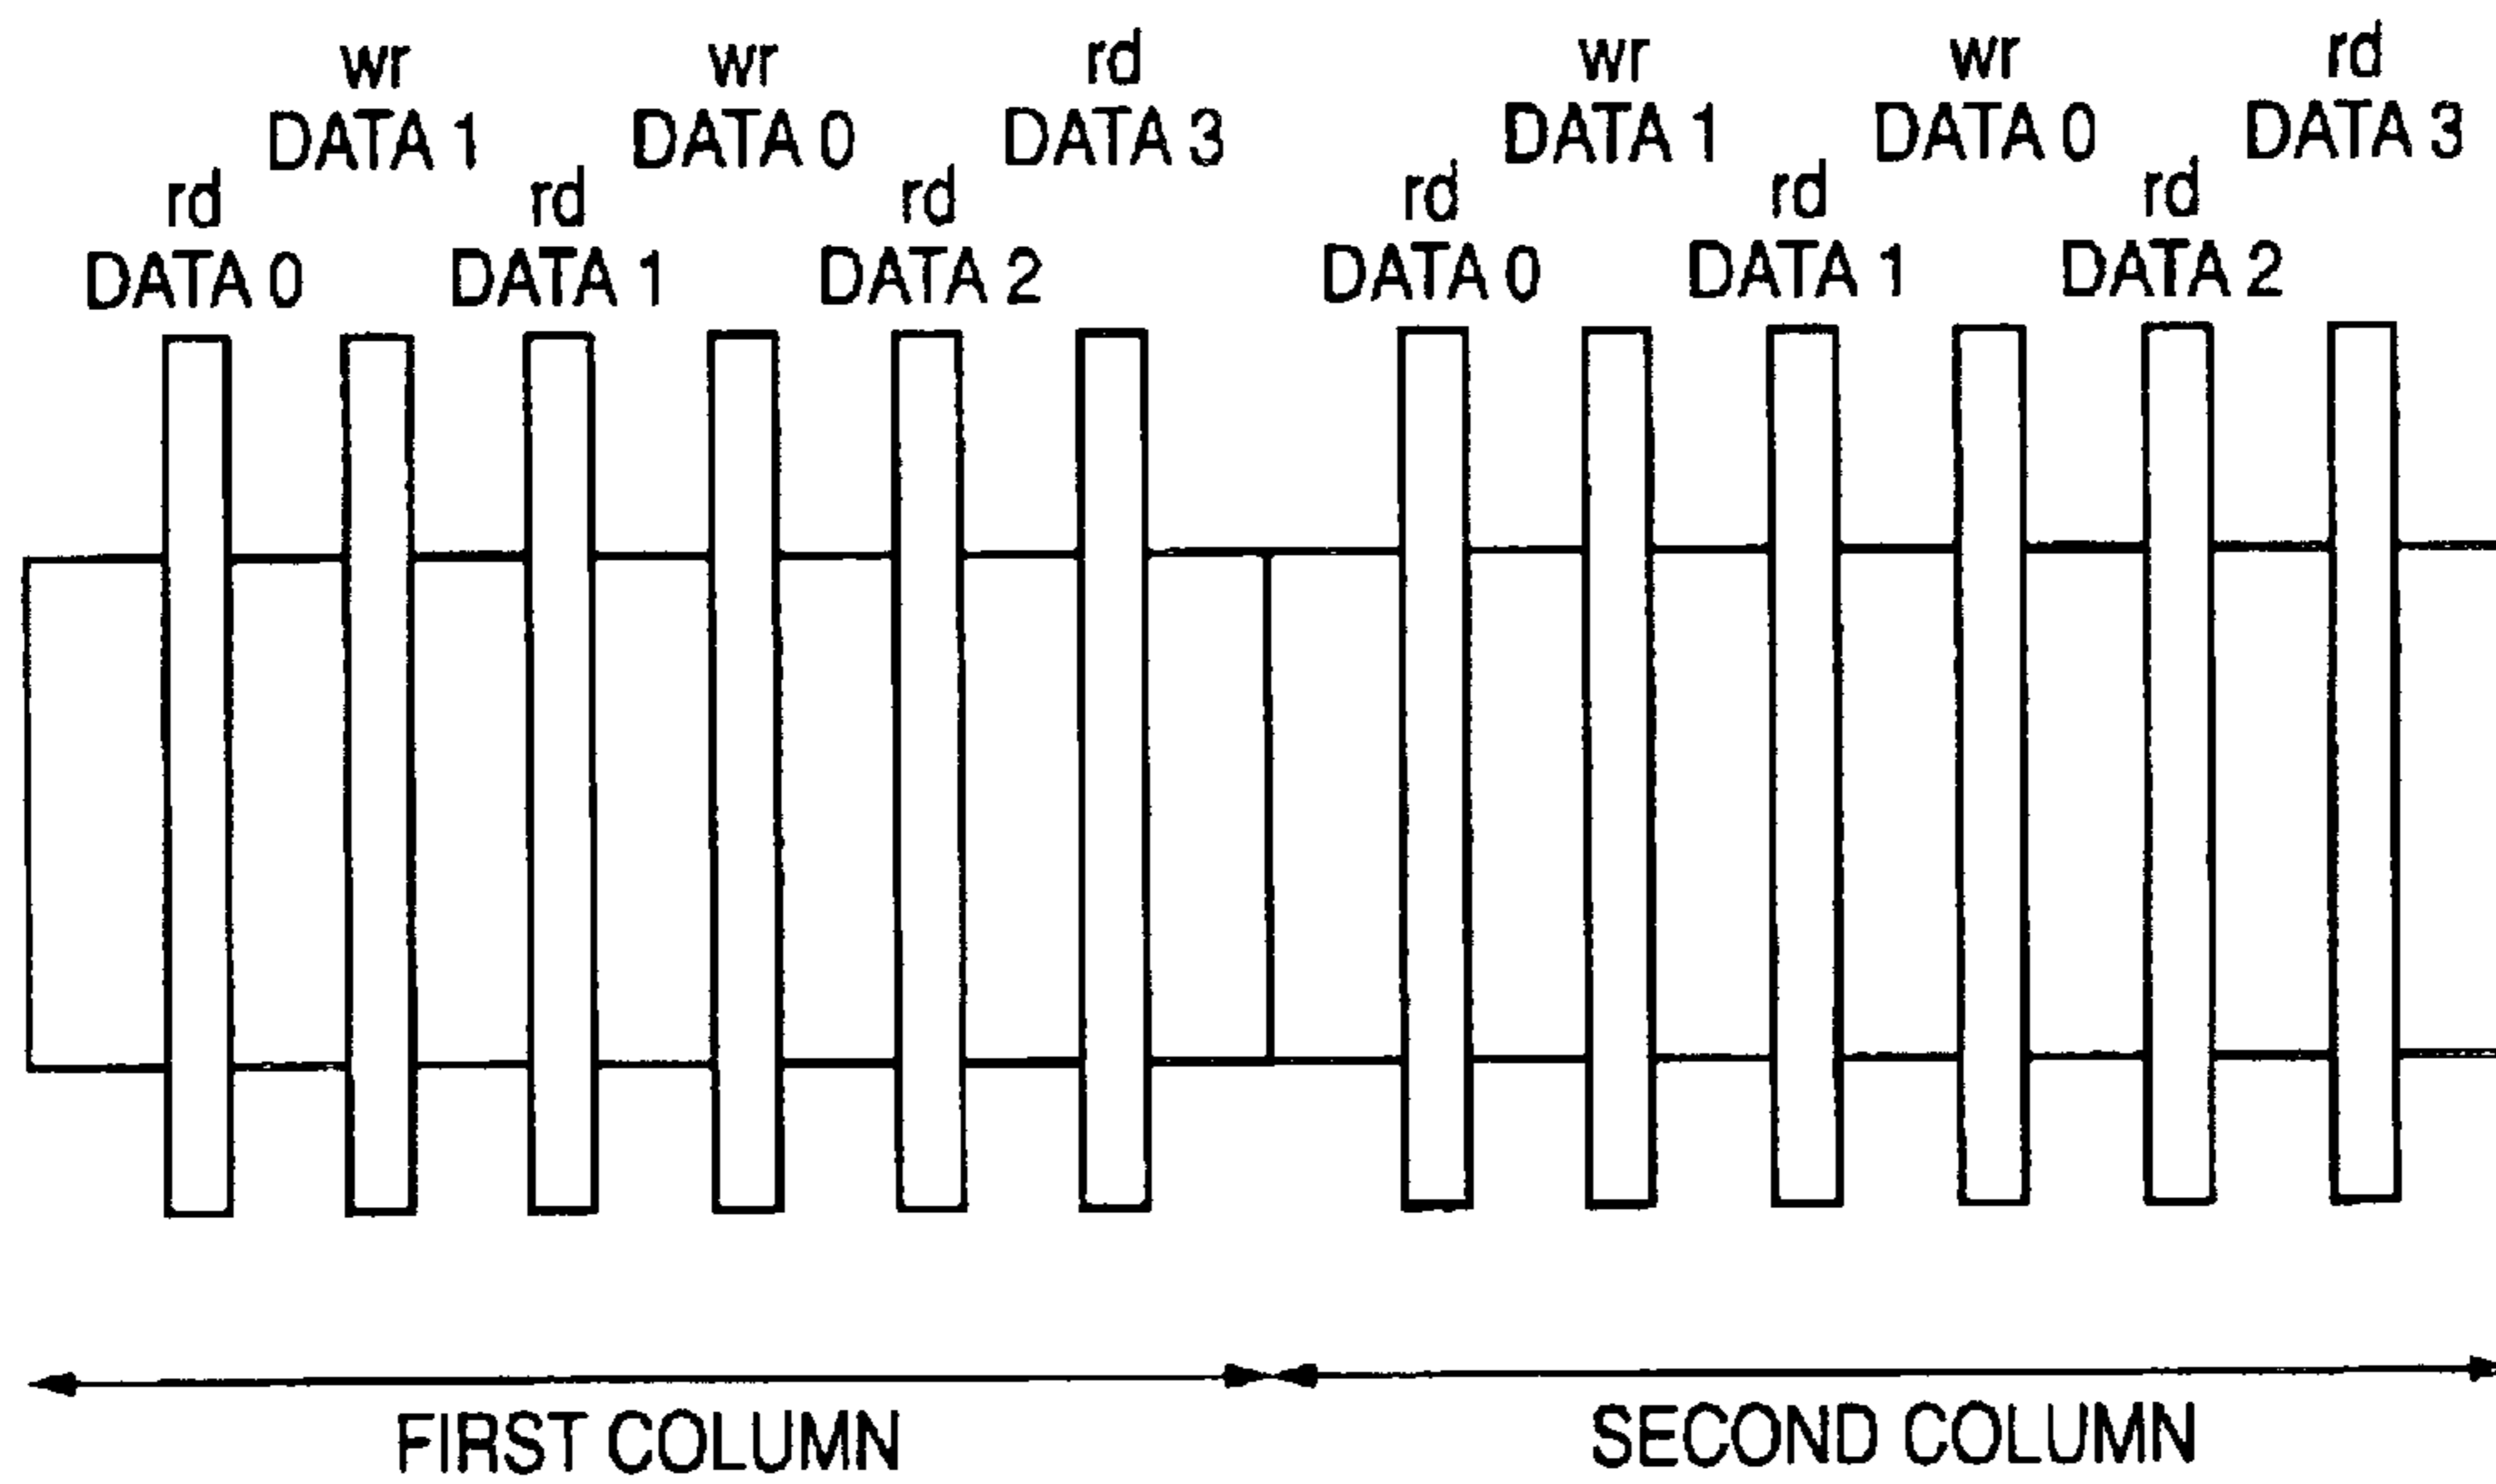 wr wr rd wr wr rd
DATA 1 DATA 0 DATA 3 DATA 1 DATA 0 DATA 3
rd rd rd rd rd rd
DATA 0 DATA 1 DATA 2 DATA 0 DATA 1 DATA 2
FIRST COLUMN SECOND COLUMN